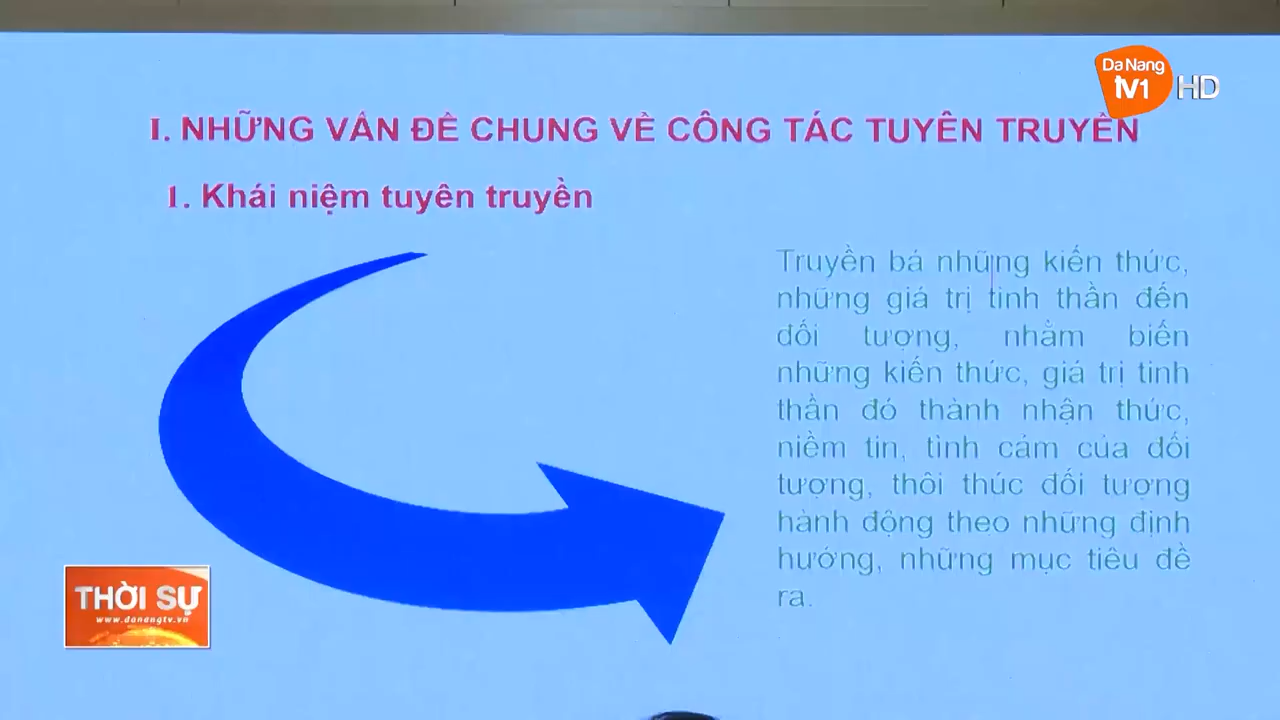 Da Nang
TV1 HD
I. NHỮNG VẤN ĐỀ CHUNG VỀ CÔNG TÁC TUYÊN TRUYỀN
1. Khái niệm tuyên truyền
Truyền bá những kiến thức,
những giá trị tinh thần đến
đối tượng, nhằm biến
những kiến thức, giá trị tinh
thần đó thành nhận thức,
niềm tin, tình cảm của đối
tượng, thôi thúc đối tượng
hành động theo những định
hướng, những mục tiêu đề
ra.
THỜI SỰ
www.danangtv.vn